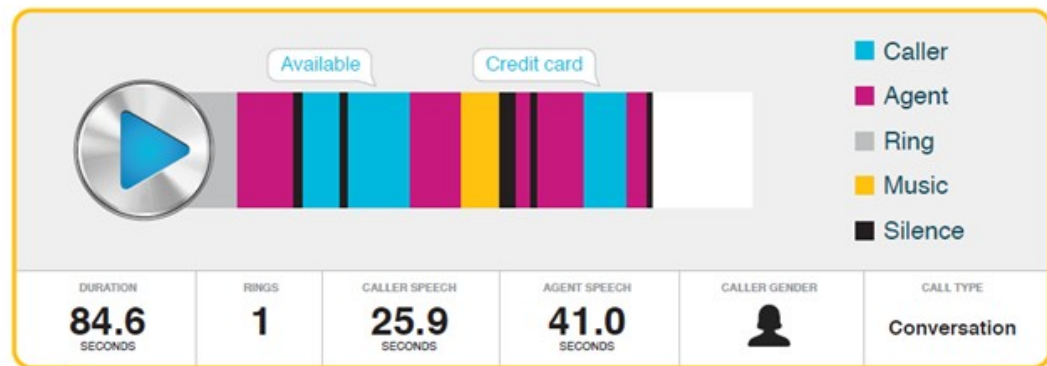 Available
Credit card
Caller
Agent
Ring
Music
Silence
DURATION
84.6
SECONDS
RINGS
1
CALLER SPEECH
25.9
SECONDS
AGENT SPEECH
41.0
SECONDS
CALLER GENDER
CALL TYPE
Conversation